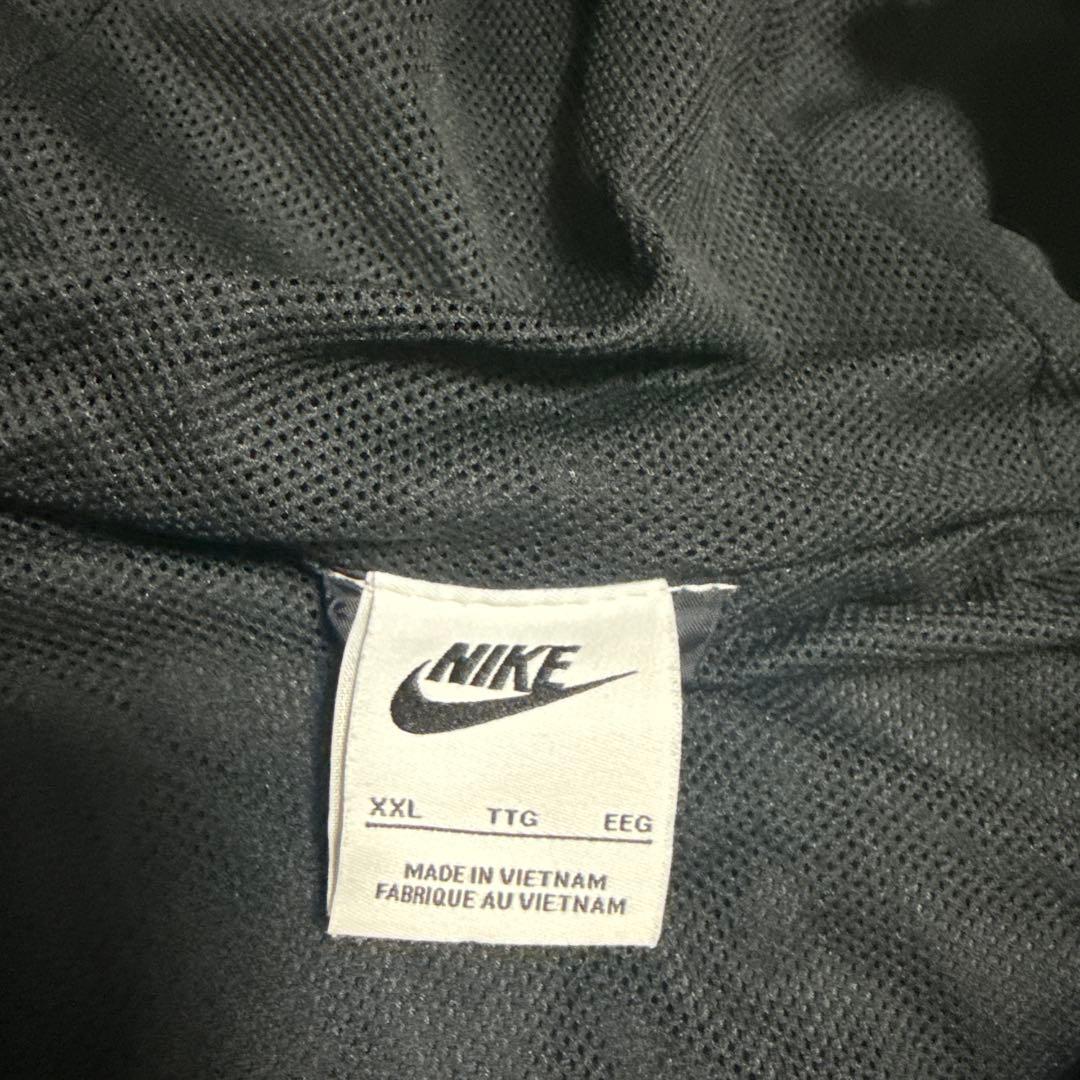 NIKE
XXL TTG EEG
MADE IN VIETNAM
FABRIQUE AU VIETNAM